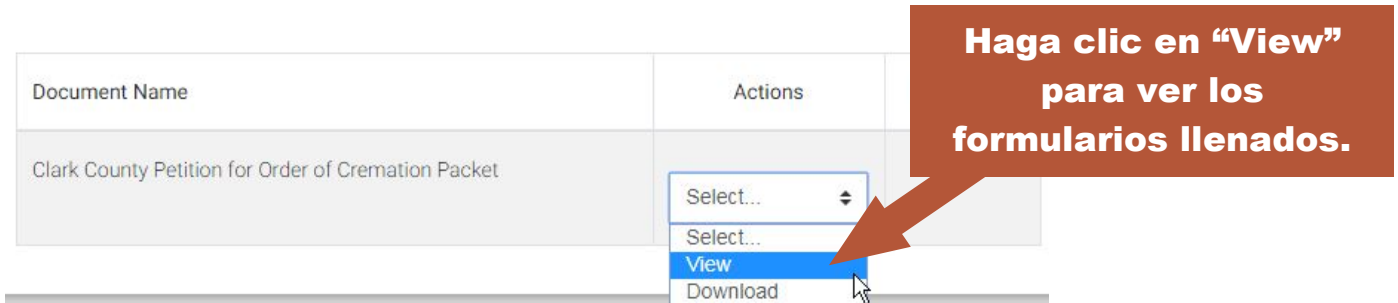 Haga clic en “View”
para ver los
formularios llenados.
Document Name
Actions
Clark County Petition for Order of Cremation Packet
Select...
Select...
View
Download